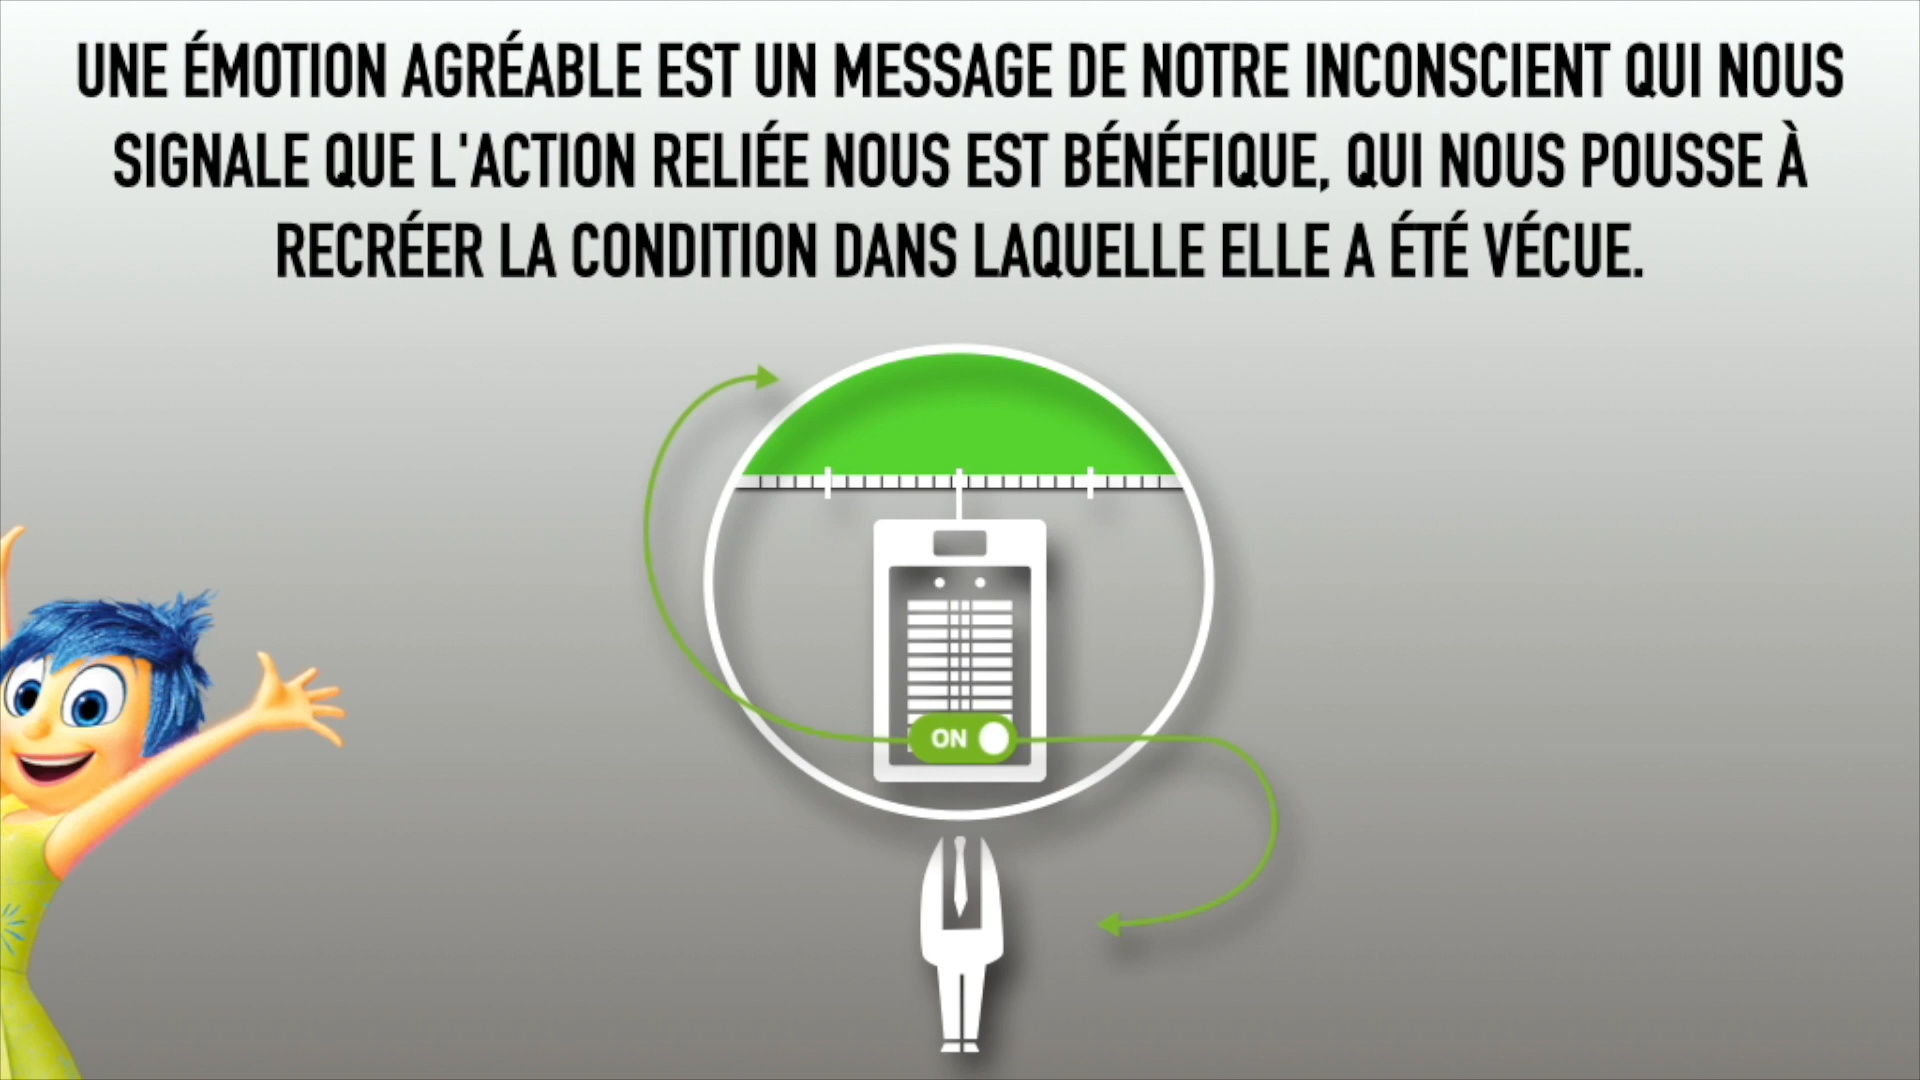 UNE ÉMOTION AGRÉABLE EST UN MESSAGE DE NOTRE INCONSCIENT QUI NOUS
SIGNALE QUE L'ACTION RELIÉE NOUS EST BÉNÉFIQUE, QUI NOUS POUSSE À
RECRÉER LA CONDITION DANS LAQUELLE ELLE A ÉTÉ VÉCUE.
ON